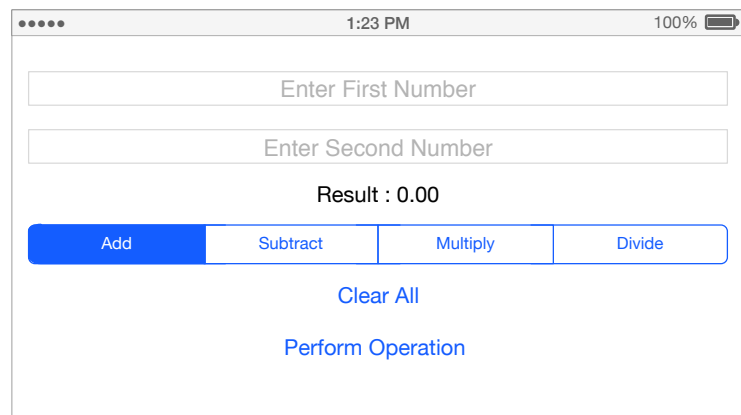 1:23 PM 100%
Enter First Number
Enter Second Number
Result : 0.00
Add Subtract Multiply Divide
Clear All
Perform Operation